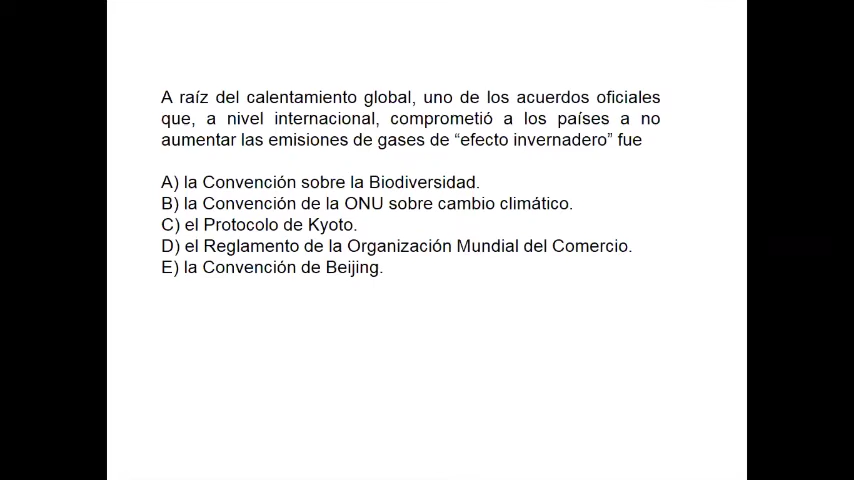 A raíz del calentamiento global, uno de los acuerdos oficiales
que, a nivel internacional, comprometió a los países a no
aumentar las emisiones de gases de “efecto invernadero” fue
A) la Convención sobre la Biodiversidad.
B) la Convención de la ONU sobre cambio climático.
C) el Protocolo de Kyoto.
D) el Reglamento de la Organización Mundial del Comercio.
E) la Convención de Beijing.